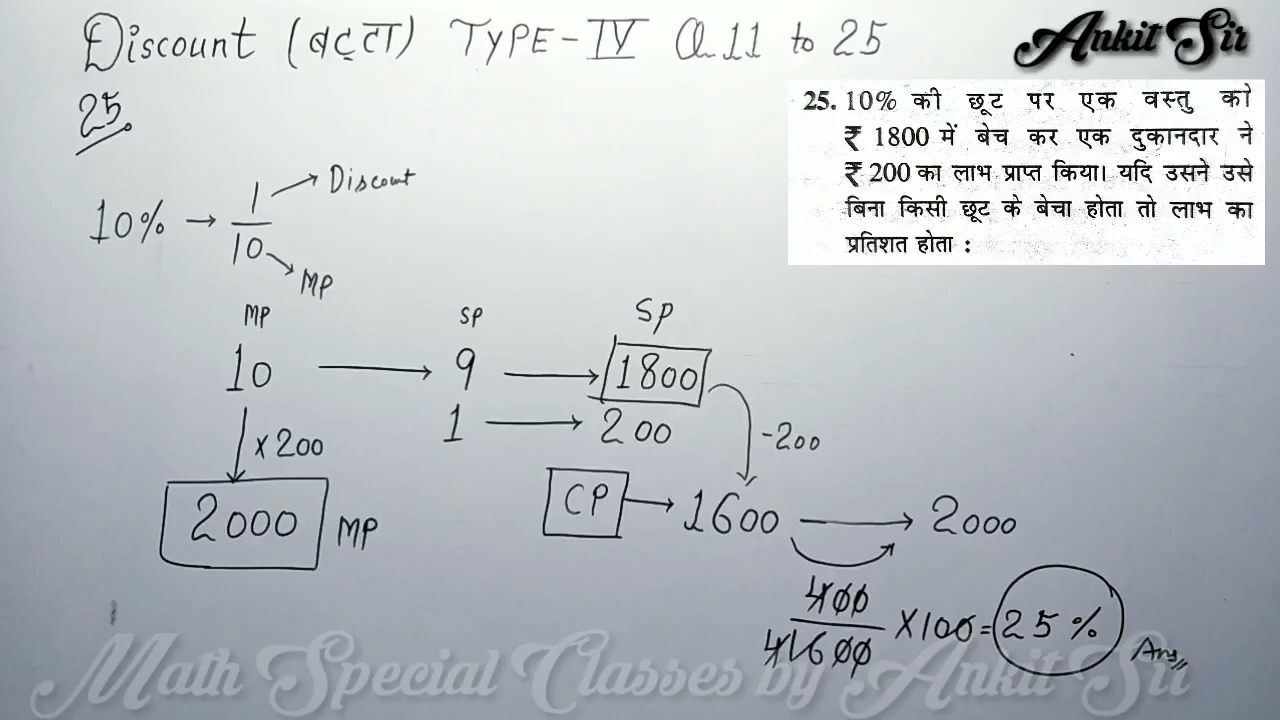 Discount (बट्टा) TYPE-IV Q.11 to 25
Ankit Sir
25.
25. 10% की छूट पर एक वस्तु को
₹ 1800 में बेच कर एक दुकानदार ने
₹ 200 का लाभ प्राप्त किया। यदि उसने उसे
बिना किसी छूट के बेचा होता तो लाभ का
प्रतिशत होता :
10% → 1/10
Discount
MP
MP SP SP
10 → 9 → 1800
1 → 200
-200
×200
2000 MP
CP → 1600 → 2000
400/41600 ×100 = 25% Ans
Math Special Classes by Ankit Sir